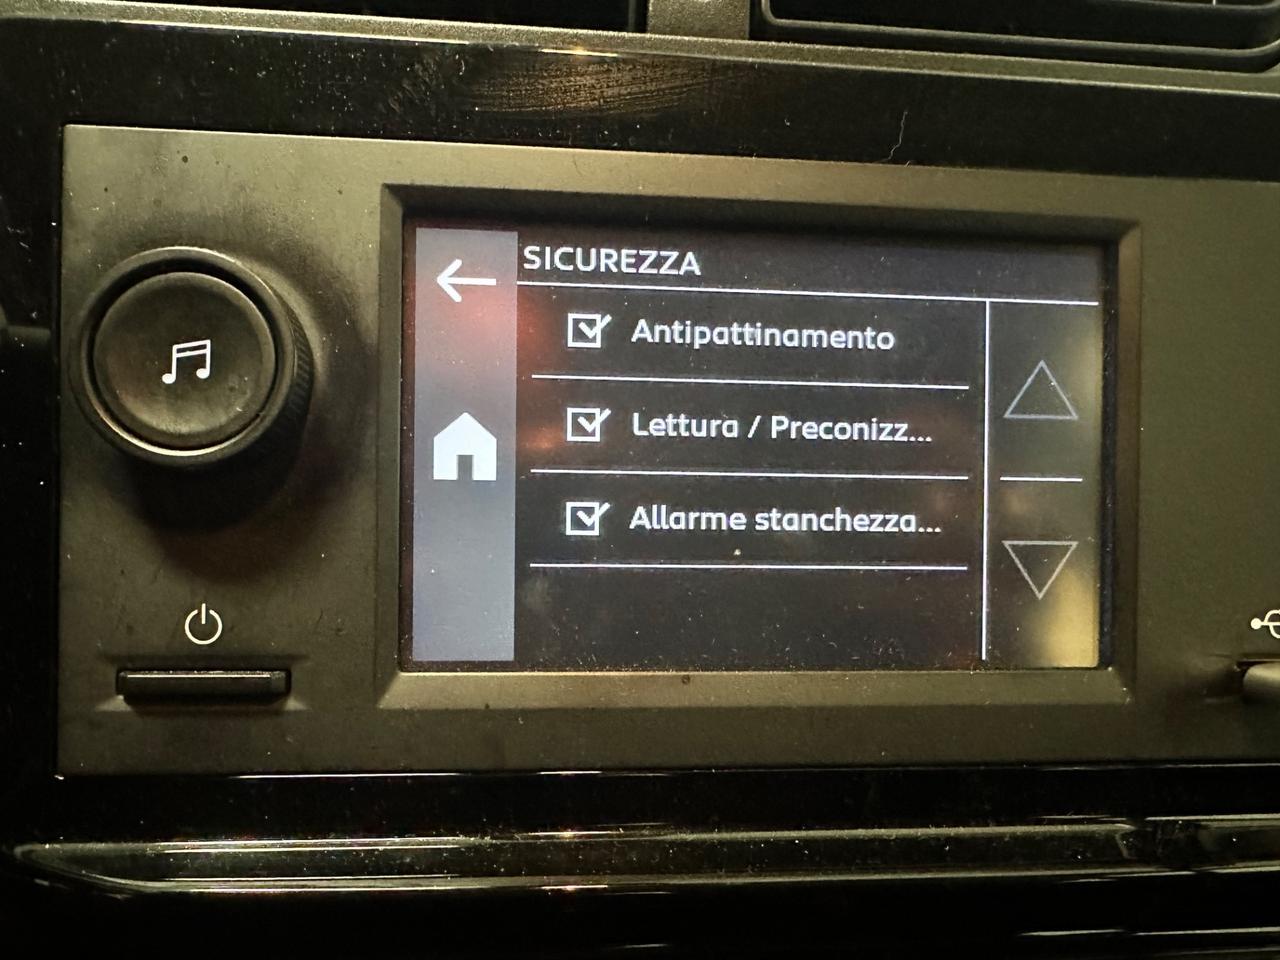 SICUREZZA
Antipattinamento
Lettura / Preconizz...
Allarme stanchezza...